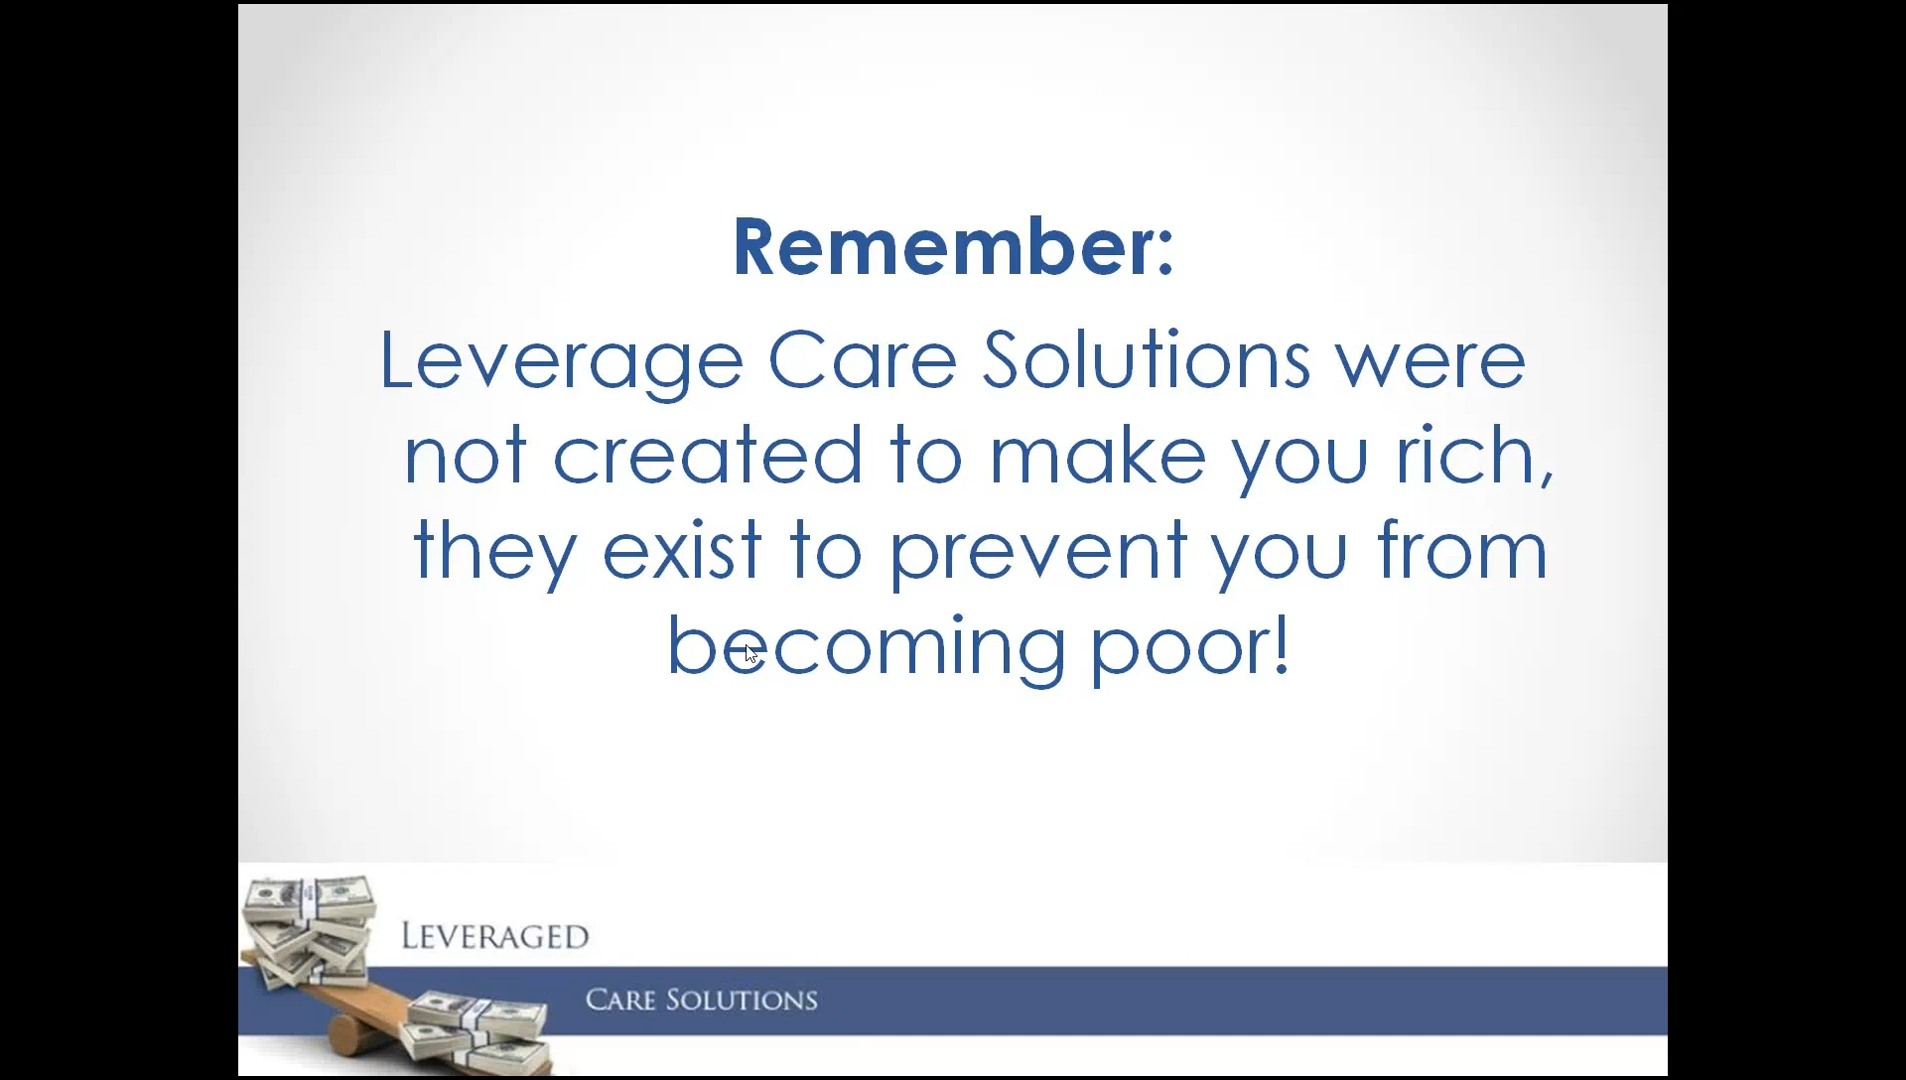 Remember:
Leverage Care Solutions were
not created to make you rich,
they exist to prevent you from
becoming poor!
Leveraged
Care Solutions